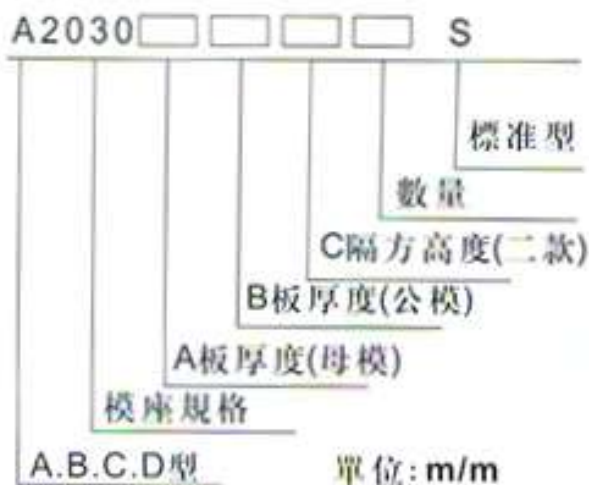 A2030 S
標准型
數量
C隔方高度(二款)
B板厚度(公模)
A板厚度(母模)
模座規格
A.B.C.D型
單位:m/m